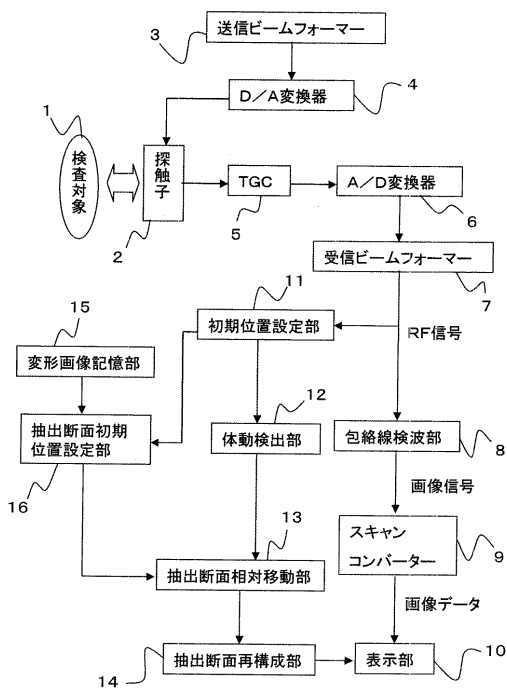 送信ビームフォーマー
3
D/A変換器
4
1
検査対象
探触子
2
TGC
5
A/D変換器
6
受信ビームフォーマー
7
11
初期位置設定部
RF信号
15
変形画像記憶部
12
体動検出部
抽出断面初期
位置設定部
16
包絡線検波部
8
画像信号
スキャン
コンバーター
9
13
抽出断面相対移動部
画像データ
14
抽出断面再構成部
表示部
10